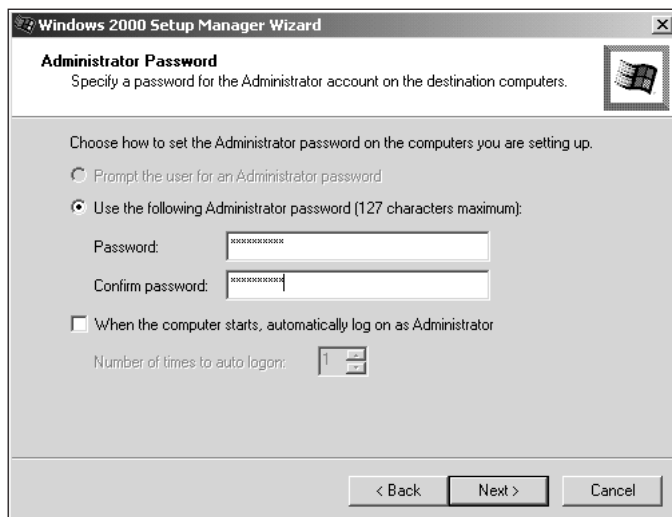 Windows 2000 Setup Manager Wizard
Administrator Password
Specify a password for the Administrator account on the destination computers.
Choose how to set the Administrator password on the computers you are setting up.
Prompt the user for an Administrator password
Use the following Administrator password (127 characters maximum):
Password: **********
Confirm password: **********
When the computer starts, automatically log on as Administrator
Number of times to auto logon: 1
< Back Next > Cancel